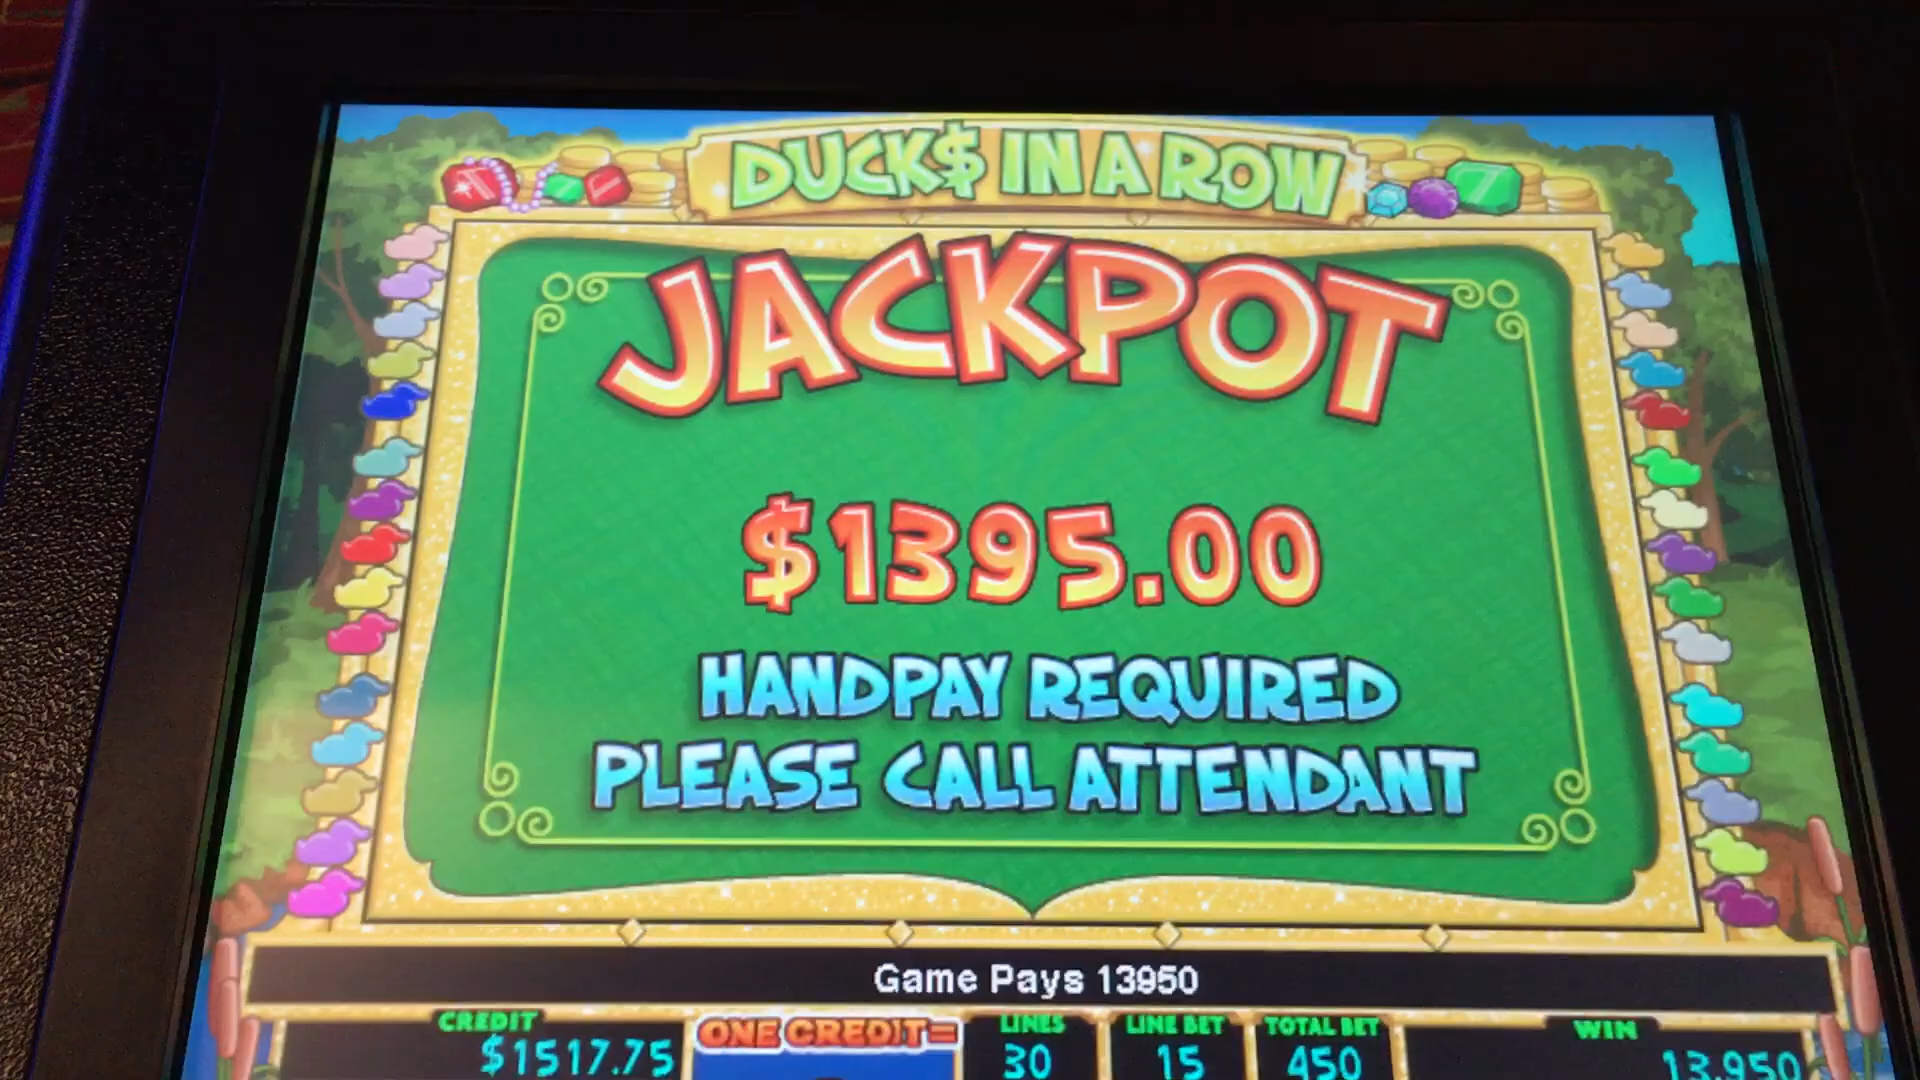 DUCK$ IN A ROW
JACKPOT
$1395.00
HANDPAY REQUIRED
PLEASE CALL ATTENDANT
Game Pays 13950
CREDIT ONE CREDIT= LINES LINE BET TOTAL BET WIN
$1517.75 30 15 450 13,950